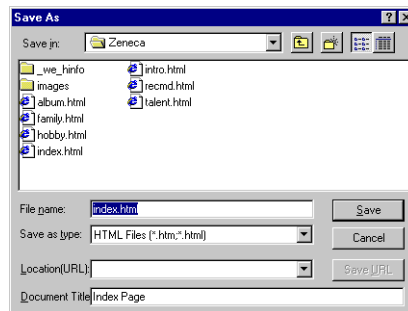 Save As
Save in: Zeneca
_we_hinfo intro.html
images recmd.html
album.html talent.html
family.html
hobby.html
index.html
File name: index.html Save
Save as type: HTML Files (*.htm;*.html) Cancel
Location(URL): Save URL
Document Title Index Page